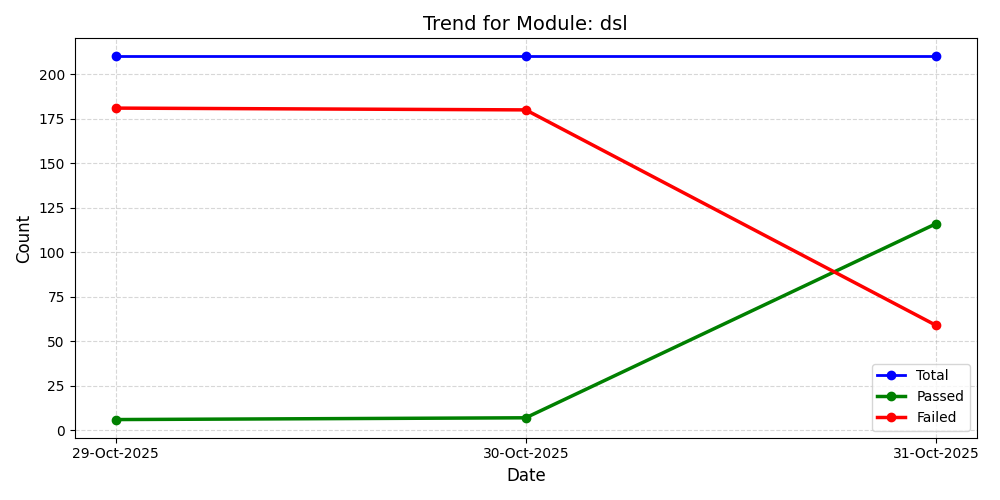 Trend for Module: dsl
200
175
150
125
100
75
50
25
0
Count
29-Oct-2025
30-Oct-2025
31-Oct-2025
Date
Total
Passed
Failed